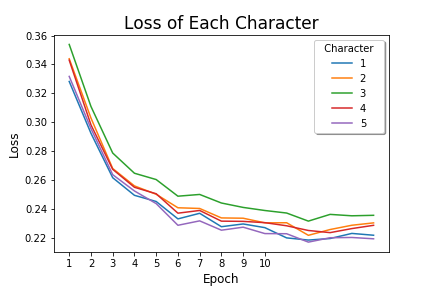 Loss of Each Character
Loss
0.36
0.34
0.32
0.30
0.28
0.26
0.24
0.22
Character
1
2
3
4
5
1 2 3 4 5 6 7 8 9 10
Epoch